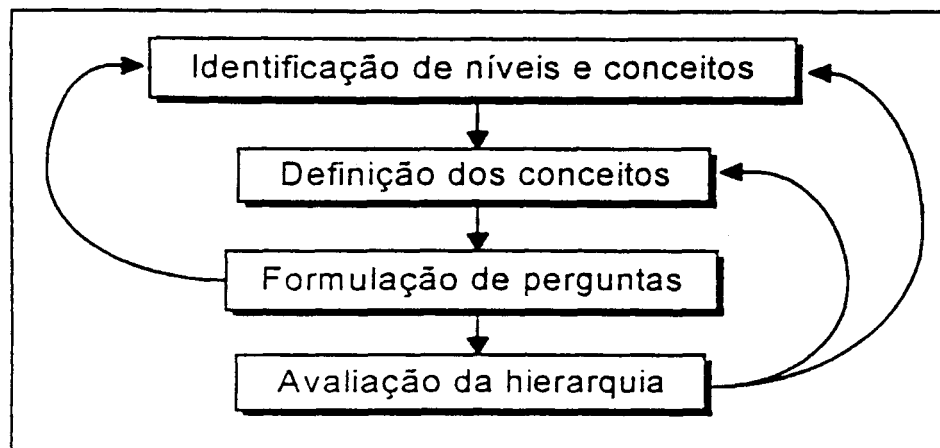 Identificação de níveis e conceitos
Definição dos conceitos
Formulação de perguntas
Avaliação da hierarquia